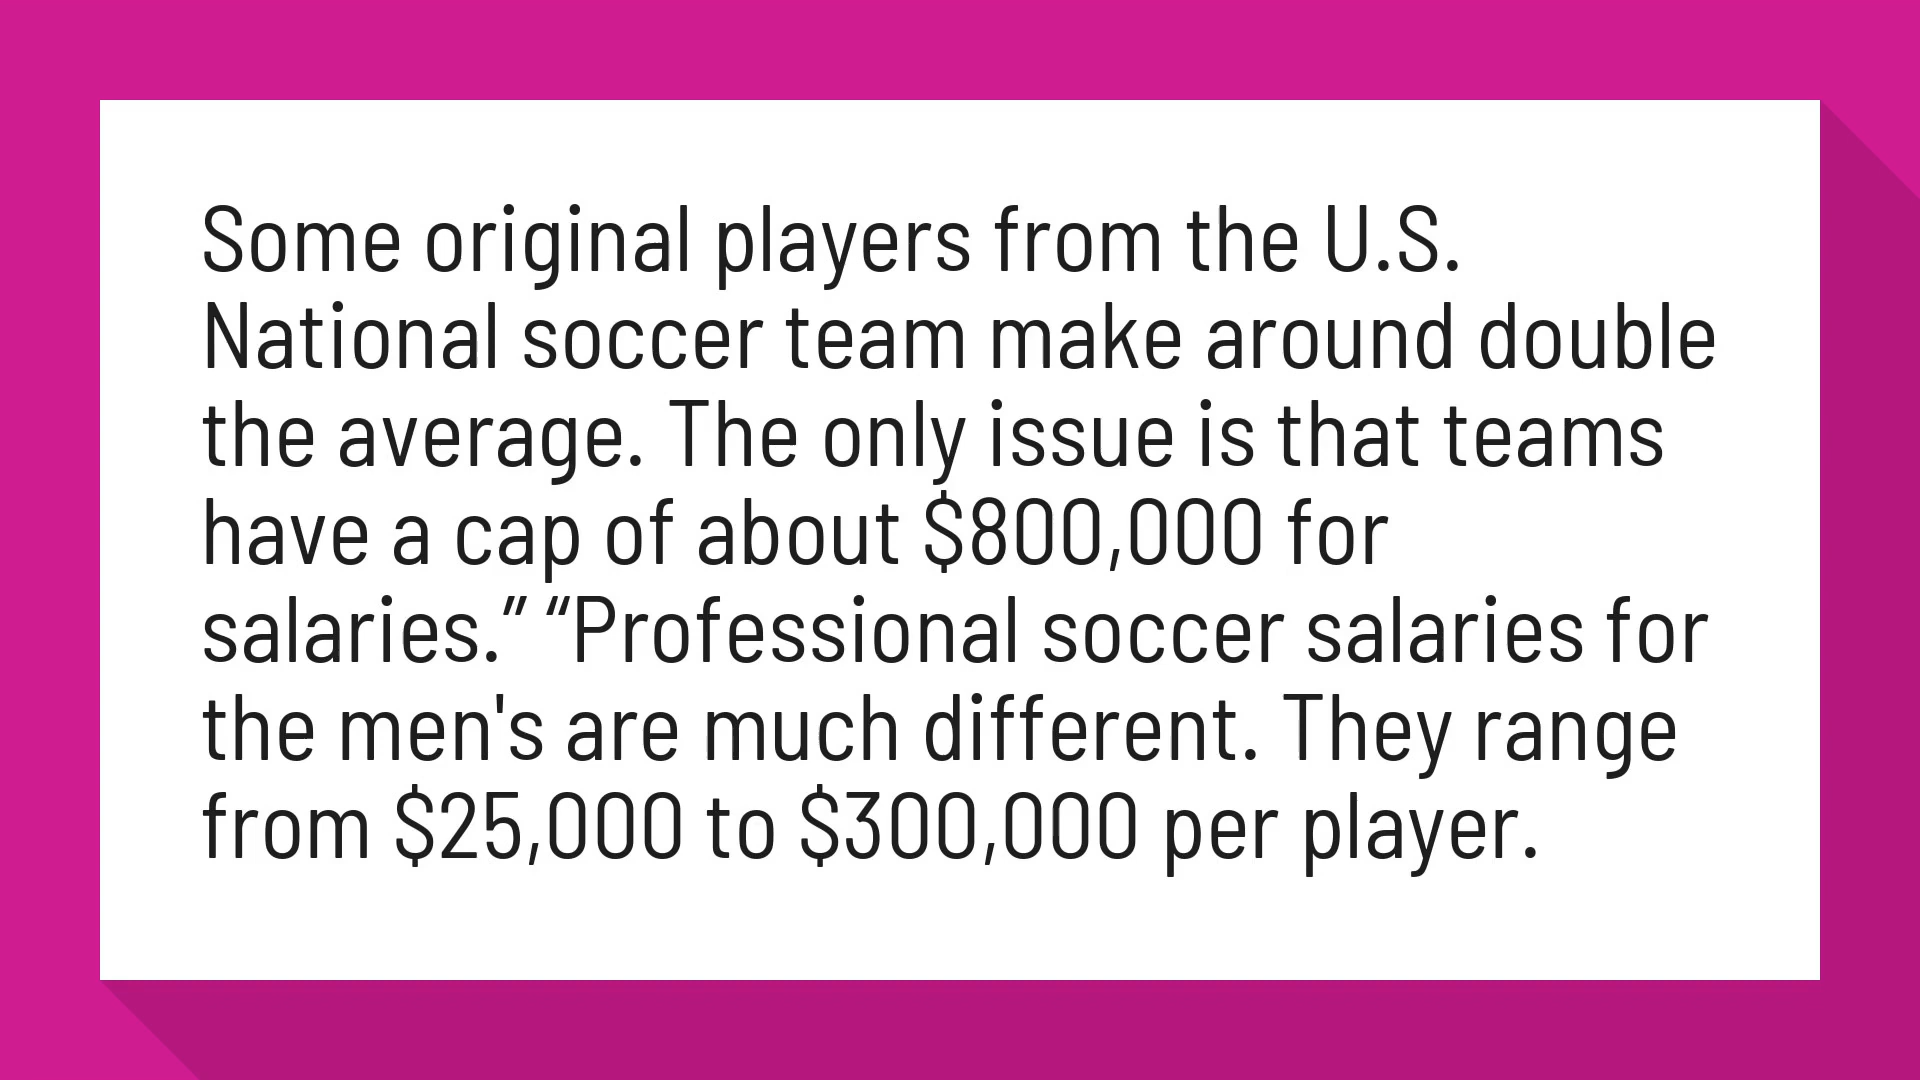 Some original players from the U.S.
National soccer team make around double
the average. The only issue is that teams
have a cap of about $800,000 for
salaries.” “Professional soccer salaries for
the men's are much different. They range
from $25,000 to $300,000 per player.